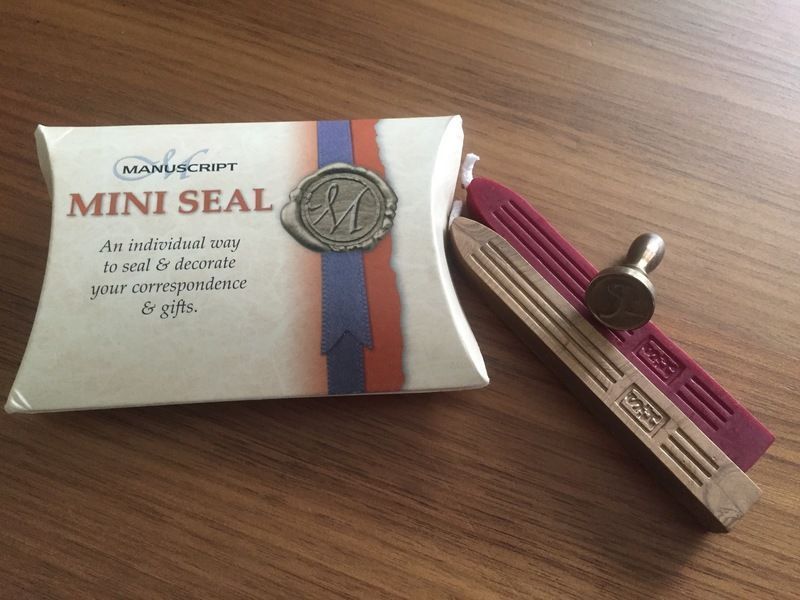 MANUSCRIPT
MINI SEAL
An individual way
to seal & decorate
your correspondence
& gifts.
M